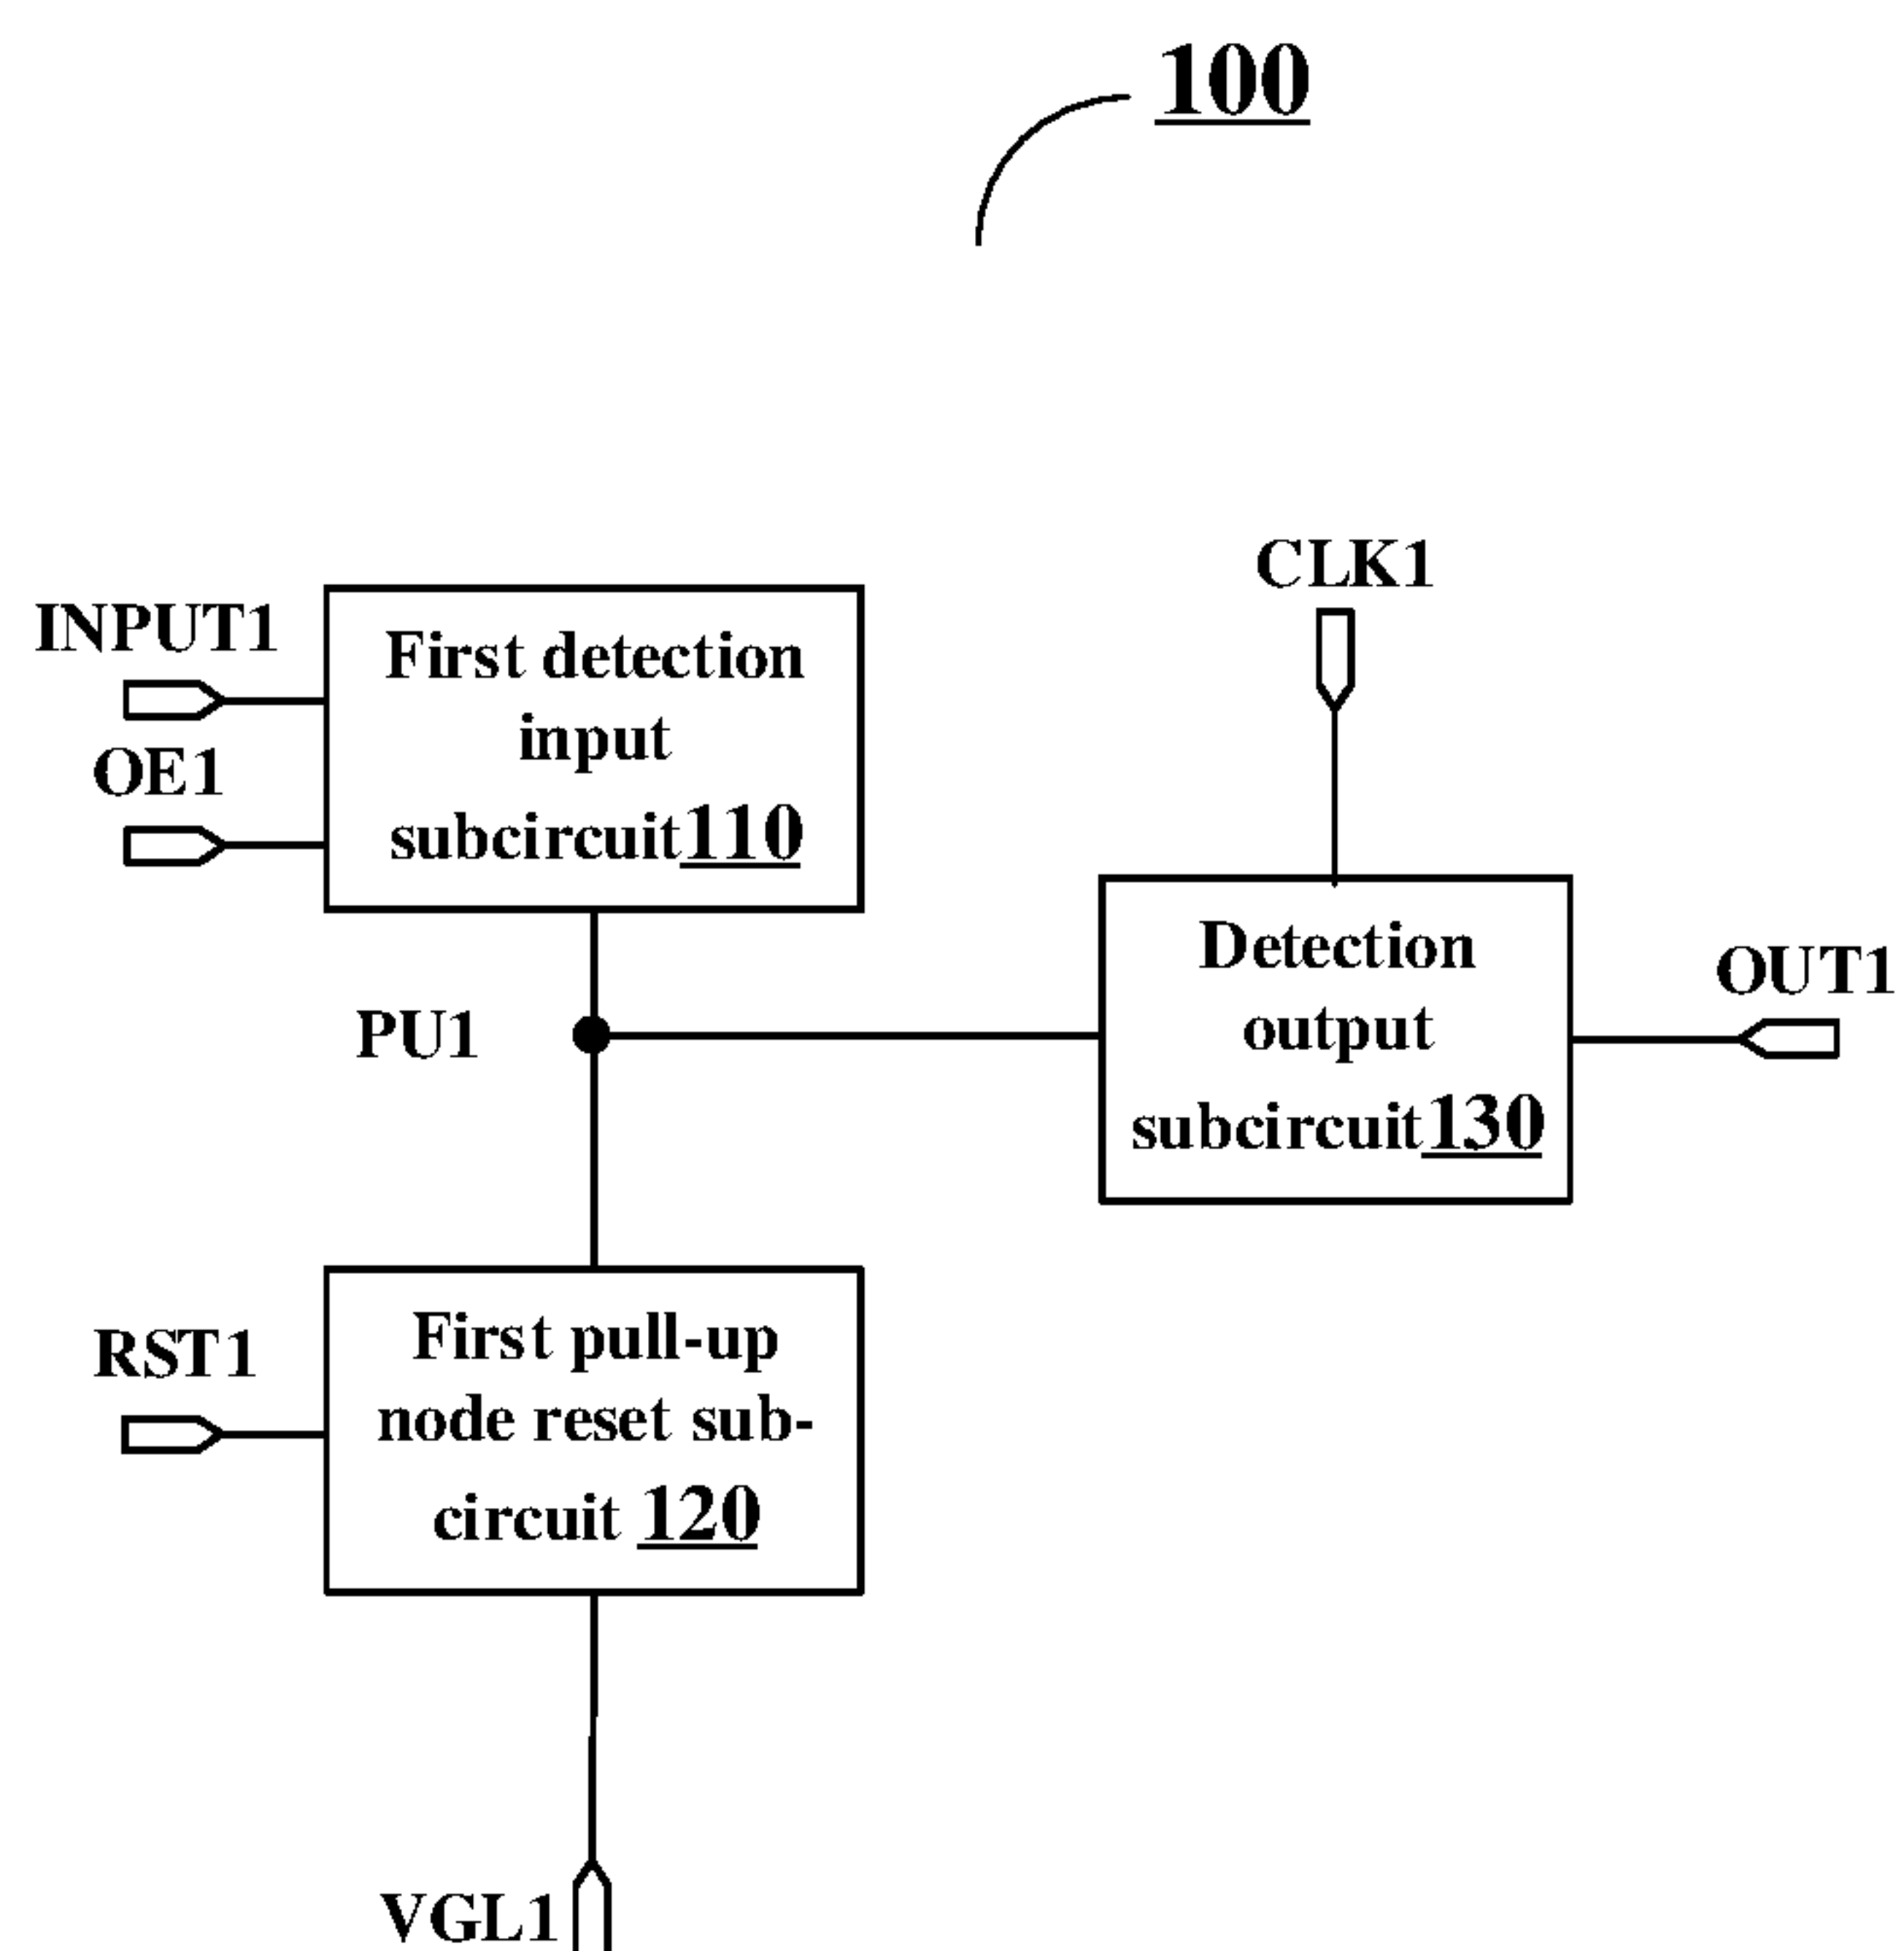 100
CLK1
INPUT1
First detection
input
subcircuit110
OE1
Detection
output
subcircuit130
OUT1
PU1
RST1
First pull-up
node reset sub-
circuit 120
VGL1